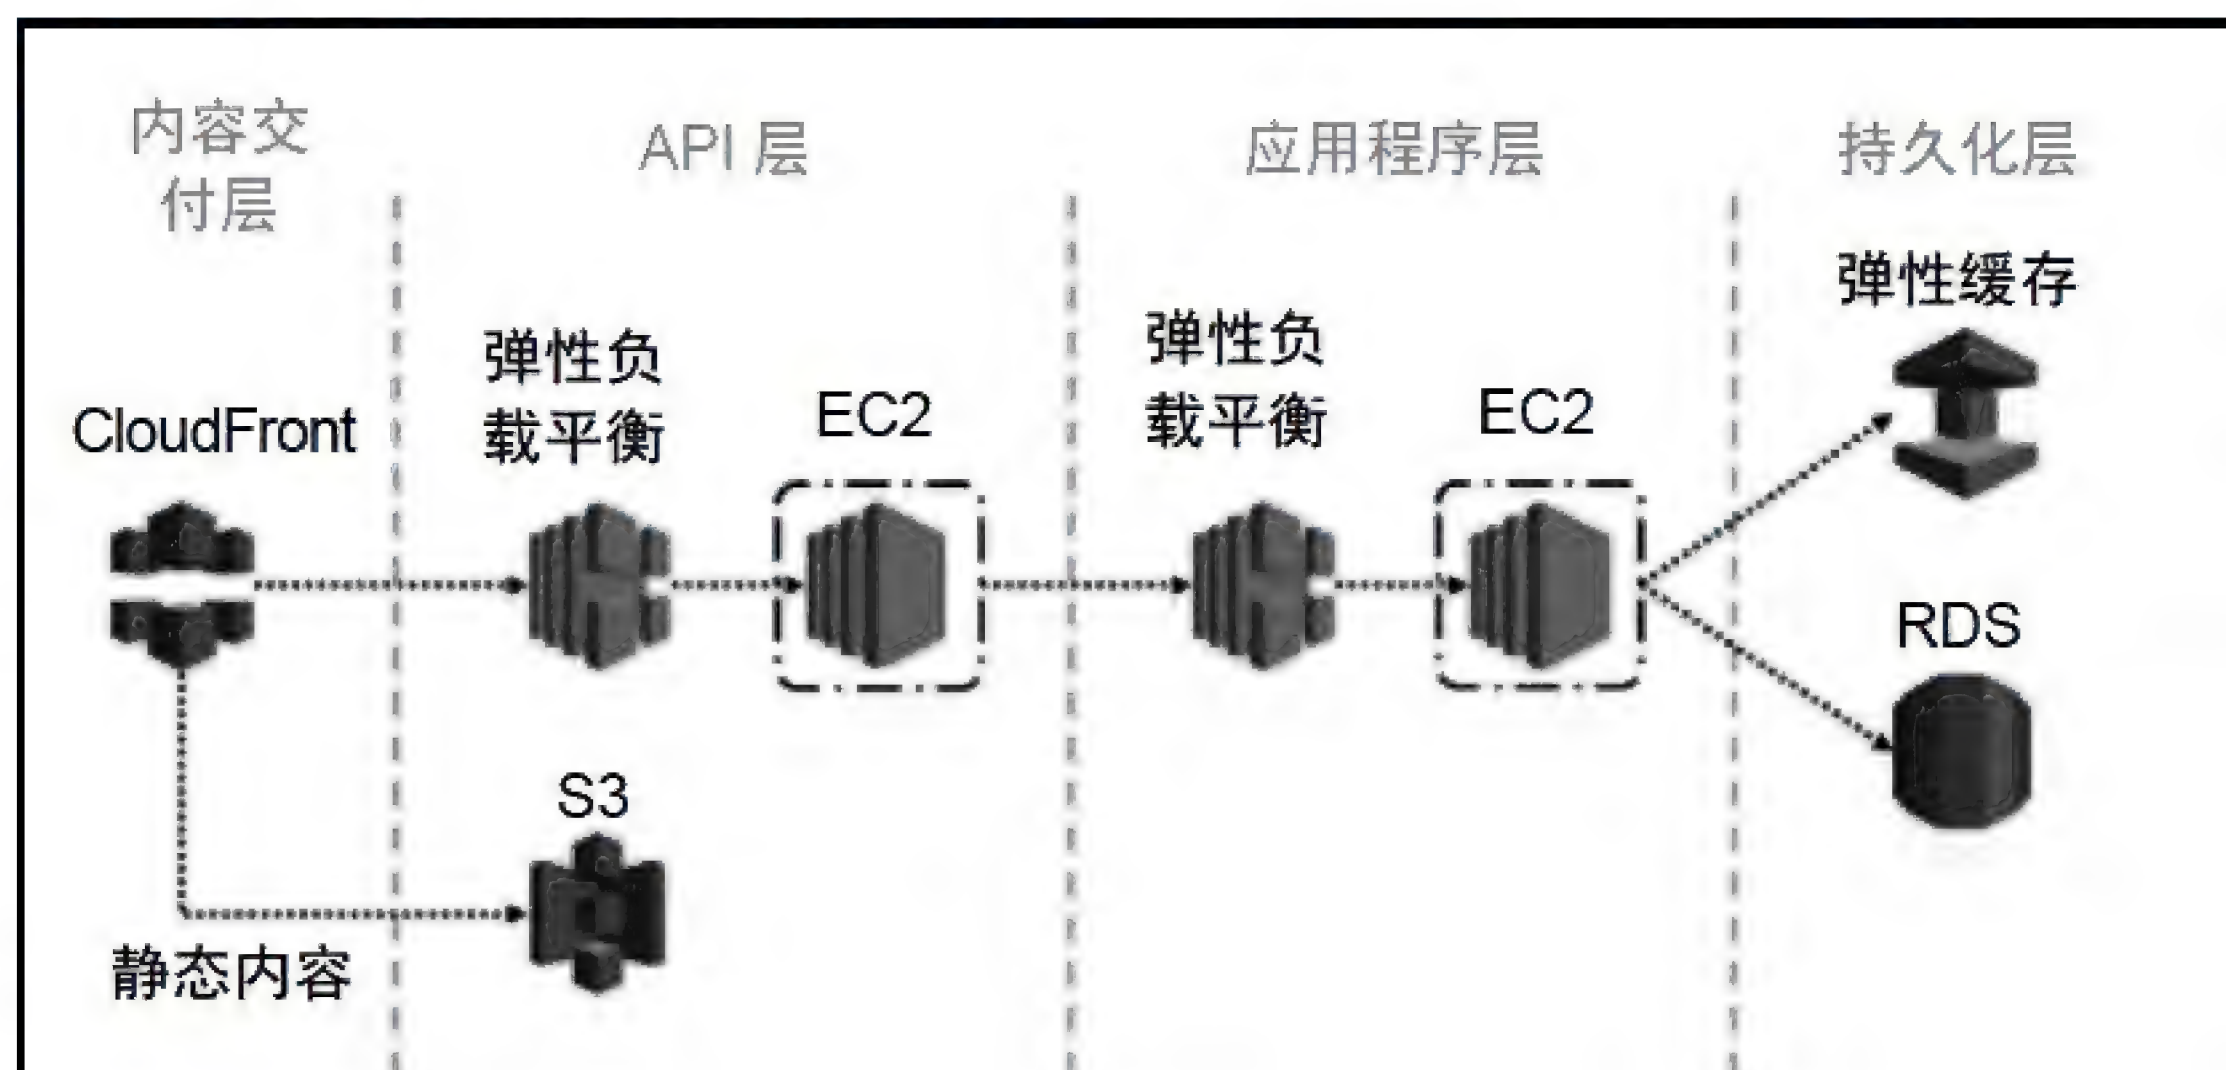 内容交
付层
API 层
应用程序层
持久化层
CloudFront
弹性负
载平衡
EC2
弹性负
载平衡
EC2
弹性缓存
RDS
S3
静态内容